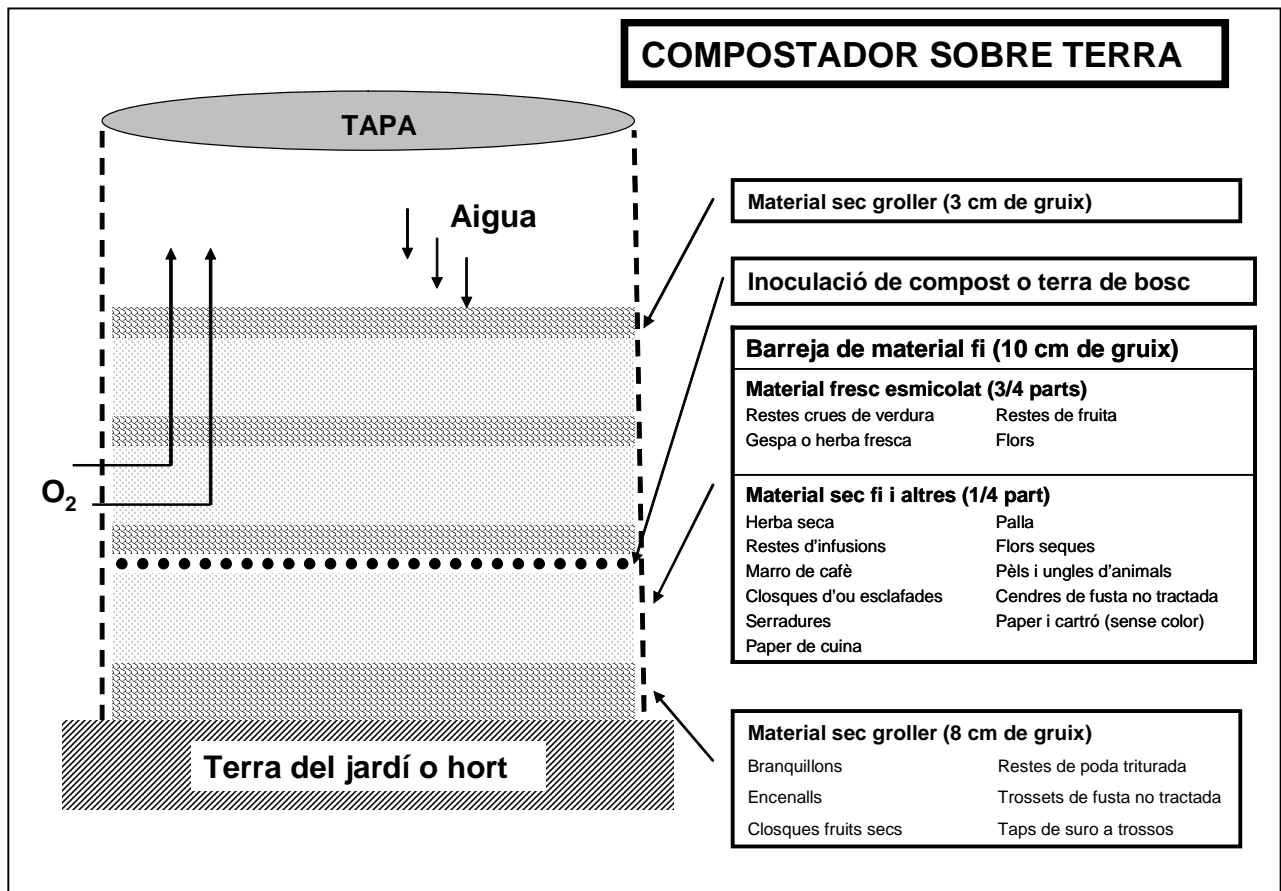 COMPOSTADOR SOBRE TERRA
TAPA
Aigua
O₂
Terra del jardí o hort
Material sec groller (3 cm de gruix)
Inoculació de compost o terra de bosc
Barreja de material fi (10 cm de gruix)
Material fresc esmicolat (3/4 parts)
Restes crues de verdura Restes de fruita
Gespa o herba fresca Flors
Material sec fi i altres (1/4 part)
Herba seca Palla
Restes d'infusions Flors seques
Marro de cafè Pèls i ungles d'animals
Closques d'ou esclafades Cendres de fusta no tractada
Serradures Paper i cartró (sense color)
Paper de cuina
Material sec groller (8 cm de gruix)
Branquillons Restes de poda triturada
Encenalls Trossets de fusta no tractada
Closques fruits secs Taps de suro a trossos